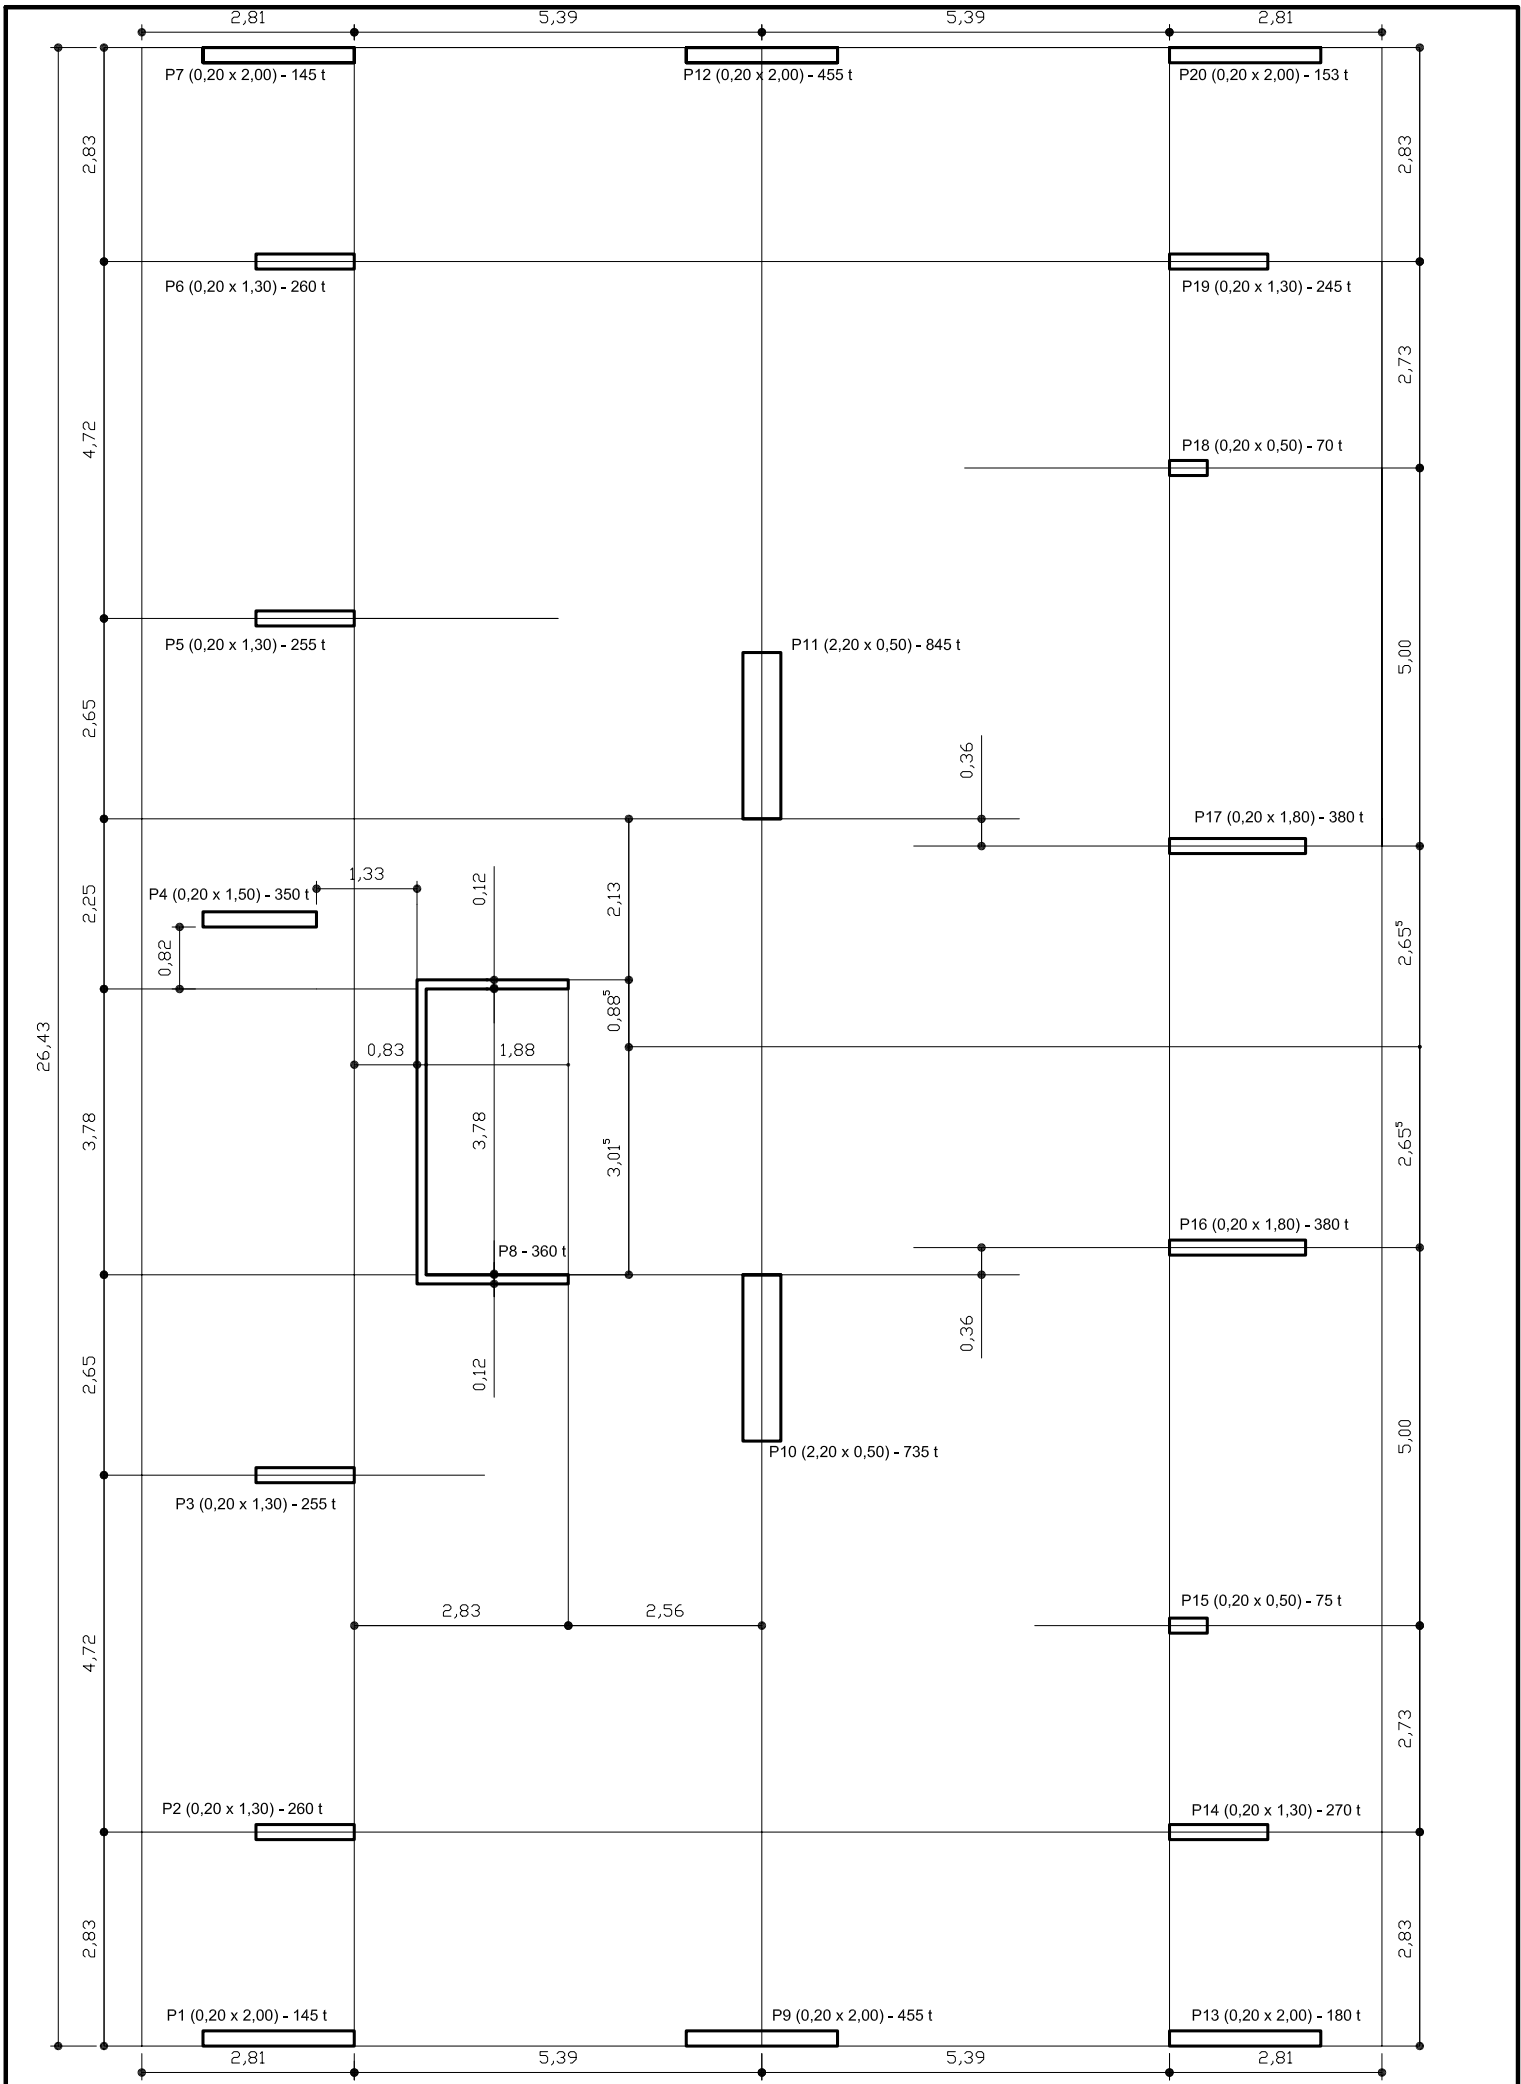 2,81
5,39
5,39
2,81
P7 (0,20 x 2,00) - 145 t
P12 (0,20 x 2,00) - 455 t
P20 (0,20 x 2,00) - 153 t
2,83
2,83
P6 (0,20 x 1,30) - 260 t
P19 (0,20 x 1,30) - 245 t
2,73
4,72
P18 (0,20 x 0,50) - 70 t
P5 (0,20 x 1,30) - 255 t
P11 (2,20 x 0,50) - 845 t
5,00
2,65
0,36
P17 (0,20 x 1,80) - 380 t
1,33
0,12
2,13
2,25
P4 (0,20 x 1,50) - 350 t
0,82
2,65⁵
0,88⁵
26,43
0,83
1,88
3,78
3,78
3,01⁵
2,65⁵
P16 (0,20 x 1,80) - 380 t
P8 - 360 t
0,36
2,65
0,12
P10 (2,20 x 0,50) - 735 t
5,00
P3 (0,20 x 1,30) - 255 t
2,83
2,56
P15 (0,20 x 0,50) - 75 t
4,72
2,73
P2 (0,20 x 1,30) - 260 t
P14 (0,20 x 1,30) - 270 t
2,83
2,83
P1 (0,20 x 2,00) - 145 t
P9 (0,20 x 2,00) - 455 t
P13 (0,20 x 2,00) - 180 t
2,81
5,39
5,39
2,81